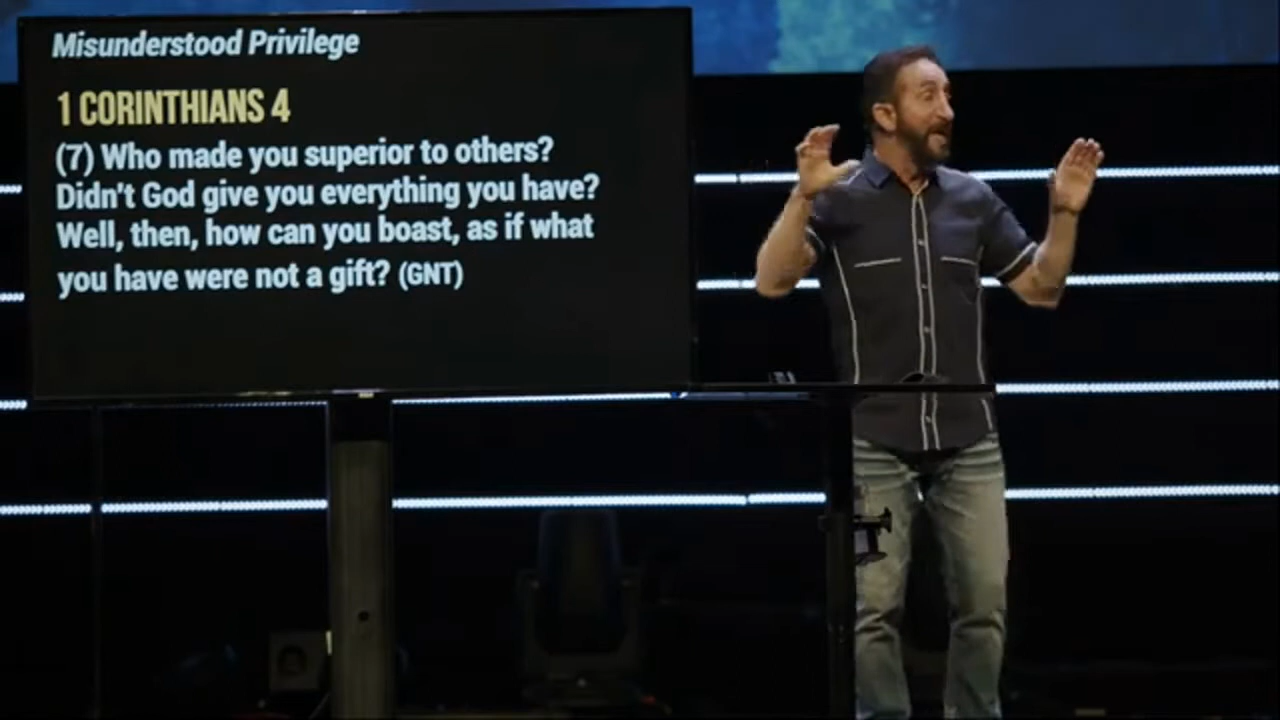 Misunderstood Privilege
1 CORINTHIANS 4
(7) Who made you superior to others?
Didn't God give you everything you have?
Well, then, how can you boast, as if what
you have were not a gift? (GNT)